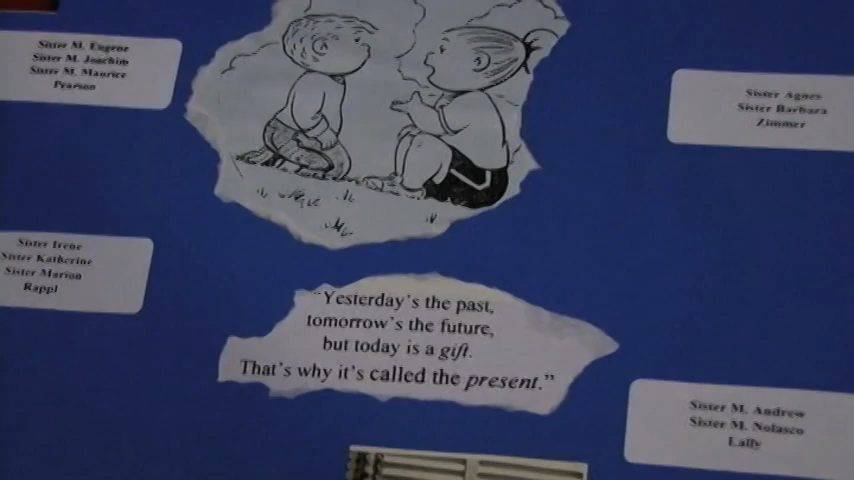 Sister M. Eugene
Sister M. Joachim
Sister M. Maurice
Pearson
Sister Agnes
Sister Barbara
Zimmer
Sister Irene
Sister Katherine
Sister Marion
Rappl
"Yesterday's the past,
tomorrow's the future,
but today is a gift.
That's why it's called the present."
Sister M. Andrew
Sister M. Nolasco
Lally